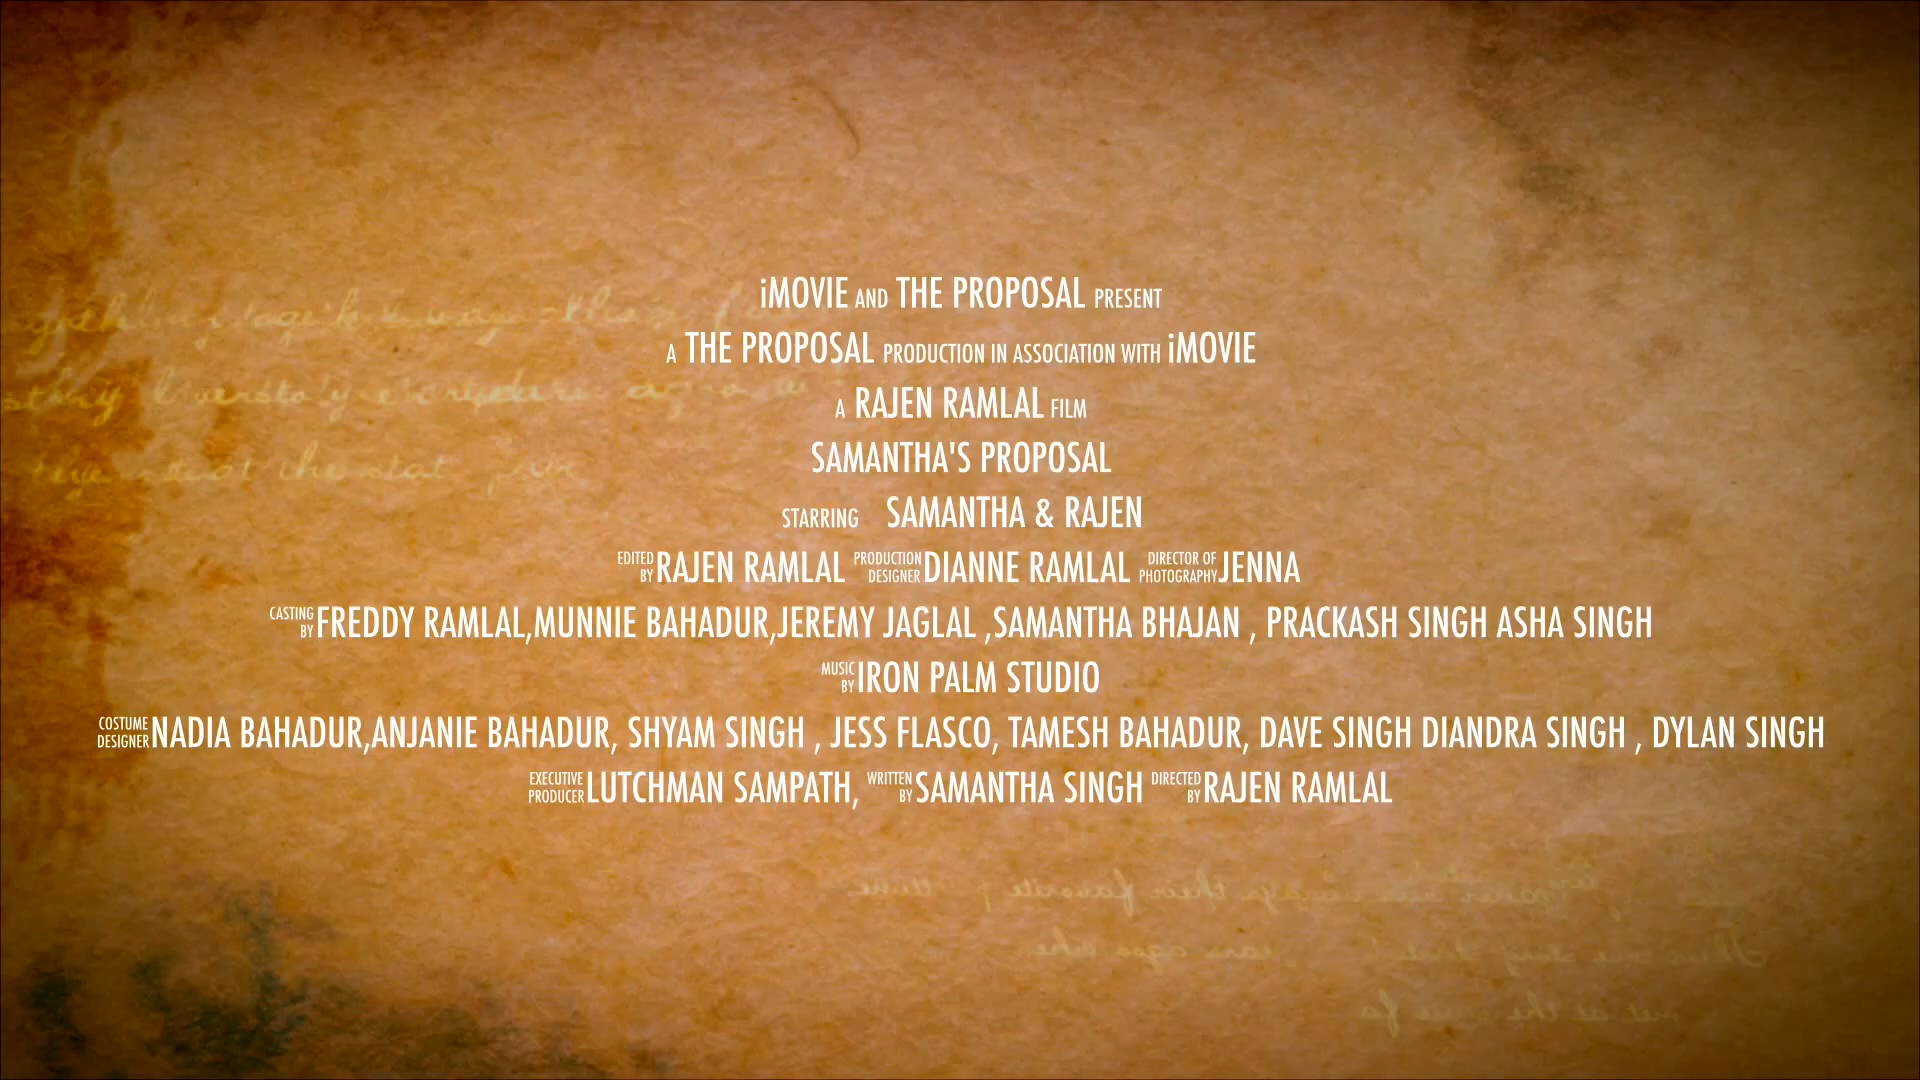 iMOVIE AND THE PROPOSAL PRESENT
A THE PROPOSAL PRODUCTION IN ASSOCIATION WITH iMOVIE
A RAJEN RAMLAL FILM
SAMANTHA'S PROPOSAL
STARRING SAMANTHA & RAJEN
EDITED BY RAJEN RAMLAL PRODUCTION DESIGNER DIANNE RAMLAL DIRECTOR OF PHOTOGRAPHY JENNA
CASTING BY FREDDY RAMLAL,MUNNIE BAHADUR,JEREMY JAGLAL ,SAMANTHA BHAJAN , PRACKASH SINGH ASHA SINGH
MUSIC BY IRON PALM STUDIO
COSTUME DESIGNER NADIA BAHADUR,ANJANIE BAHADUR, SHYAM SINGH , JESS FLASCO, TAMESH BAHADUR, DAVE SINGH DIANDRA SINGH , DYLAN SINGH
EXECUTIVE PRODUCER LUTCHMAN SAMPATH, WRITTEN BY SAMANTHA SINGH DIRECTED BY RAJEN RAMLAL